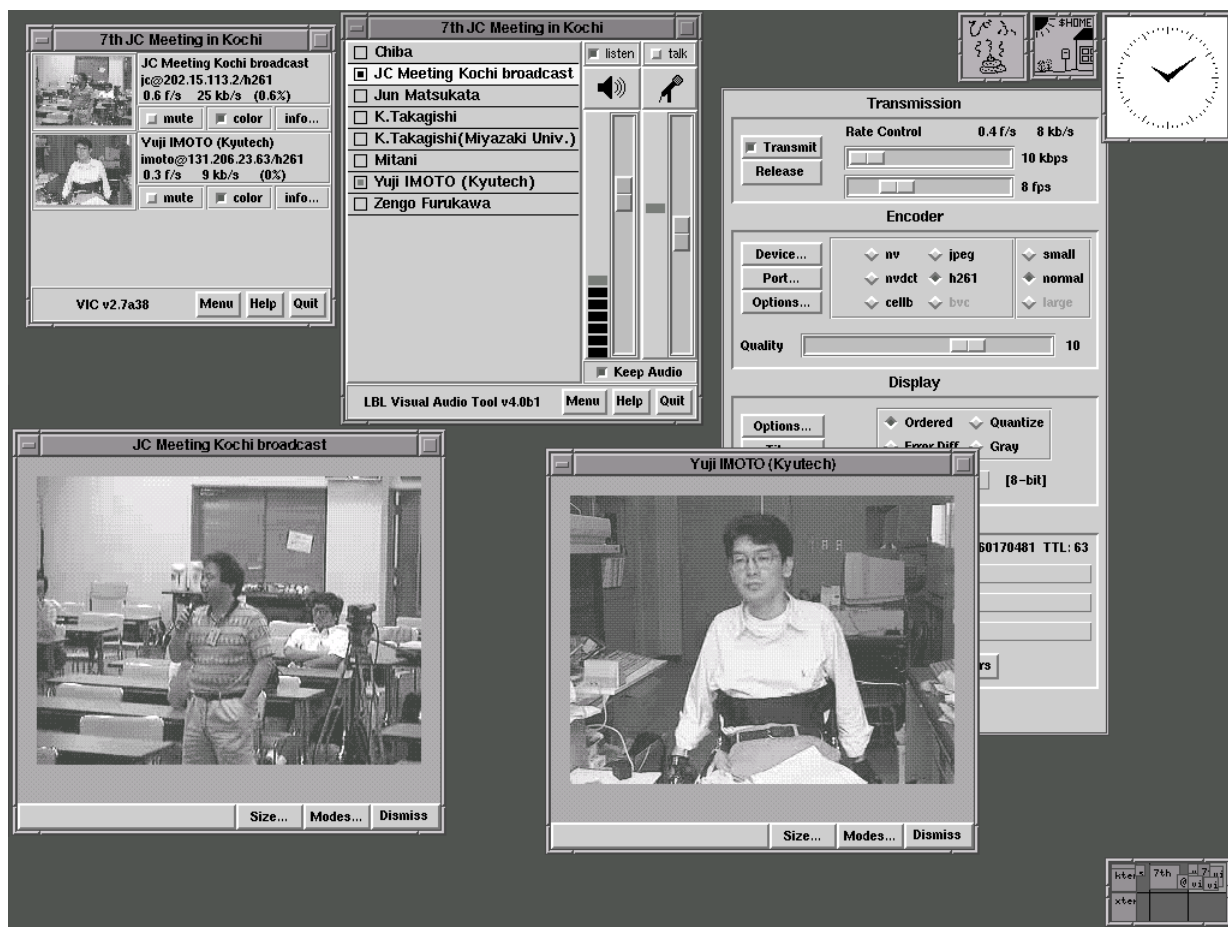 7th JC Meeting in Kochi
JC Meeting Kochi broadcast
jc@202.15.113.2/h261
0.6 f/s 25 kb/s (0.6%)
mute color info...
Yuji IMOTO (Kyutech)
imoto@131.206.23.63/h261
0.3 f/s 9 kb/s (0%)
mute color info...
VIC v2.7a38 Menu Help Quit
7th JC Meeting in Kochi
Chiba
JC Meeting Kochi broadcast
Jun Matsukata
K.Takagishi
K.Takagishi(Miyazaki Univ.)
Mitani
Yuji IMOTO (Kyutech)
Zengo Furukawa
listen talk
Keep Audio
LBL Visual Audio Tool v4.0b1 Menu Help Quit
$HOME
Transmission
Rate Control 0.4 f/s 8 kb/s
Transmit
10 kbps
Release
8 fps
Encoder
Device... nv jpeg small
Port... nvdct h261 normal
Options... cellb bvc large
Quality 10
Display
Options... Ordered Quantize
Error Diff Gray
[8-bit]
60170481 TTL: 63
rs
JC Meeting Kochi broadcast
Size... Modes... Dismiss
Yuji IMOTO (Kyutech)
Size... Modes... Dismiss
7th
xter